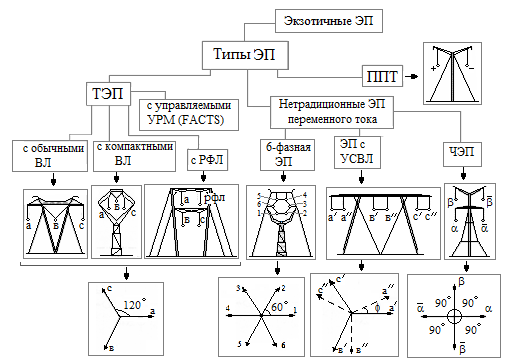 Экзотичные ЭП
Типы ЭП
ППТ
+ −
ТЭП
с управляемыми
УРМ (FACTS)
Нетрадиционные ЭП
переменного тока
с обычными
ВЛ
с компактными
ВЛ
с РФЛ
6-фазная
ЭП
ЭП с
УСВЛ
ЧЭП
а в с
а в с
а рфл
в с
5 4
6 3
1 2
а′ а″ в′ в″ с′ с″
β β̅
α α̅
с
120°
а
в
3 2
4 60° 1
5 6
с″ с′
а″
ϕ а′
в′ в″
β
α̅ 90° 90° α
90° 90°
β̅